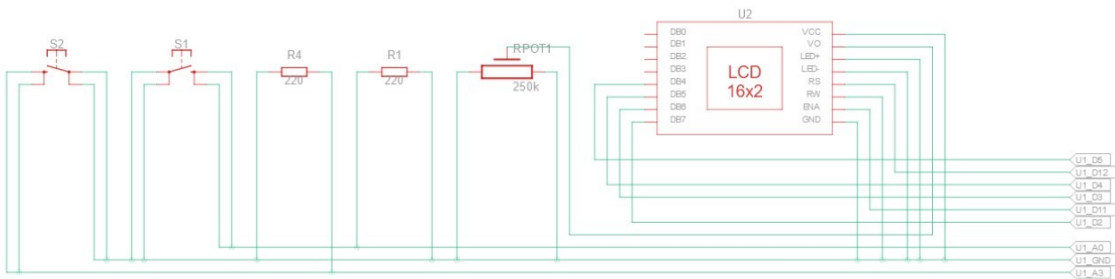 S2
S1
R4
220
R1
220
RPOT1
250k
U2
DB0
DB1
DB2
DB3
DB4
DB5
DB6
DB7
LCD
16x2
VCC
VO
LED+
LED-
RS
RW
ENA
GND
U1_D5
U1_D12
U1_D4
U1_D3
U1_D11
U1_D2
U1_A0
U1_GND
U1_A3